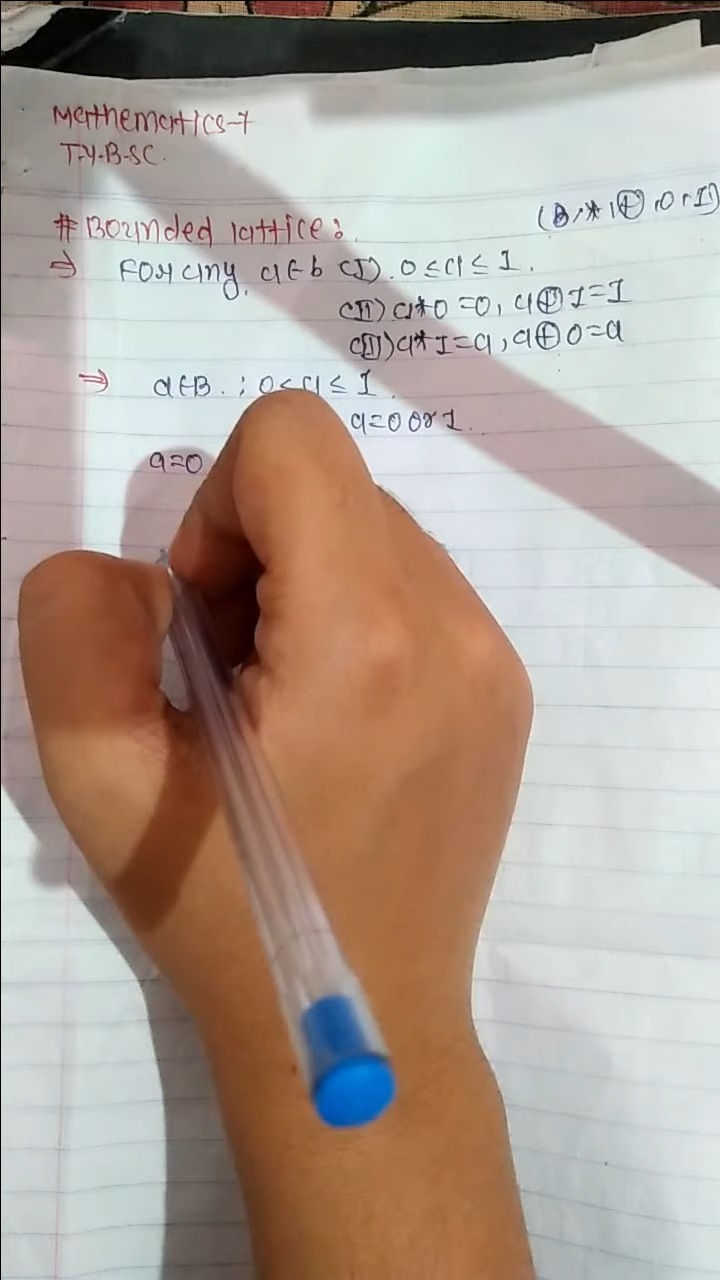 Mathematics-7
T.Y.B.SC.
(B,*,⊕,0,I)
# Bounded lattice:
⇒ For any, a∈b (I). 0 ≤ a ≤ I.
(II) a*0 = 0, a⊕I = I
(III) a*I = a, a⊕0 = a
⇒ a∈B. ; 0 ≤ a ≤ I.
a=0 or I.
a=0